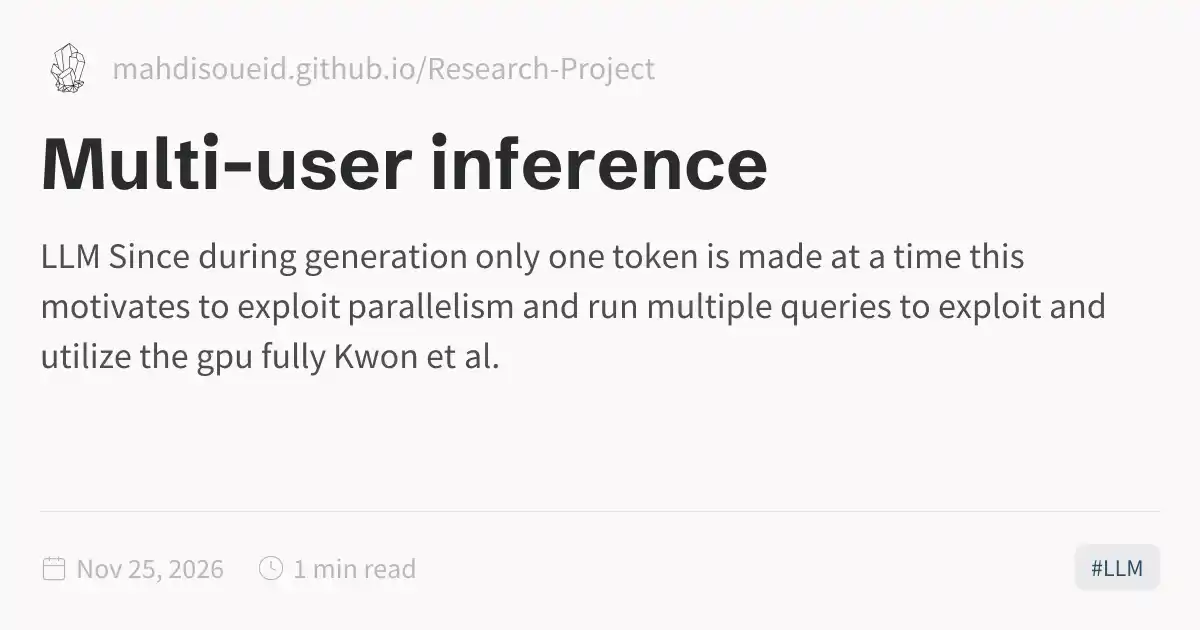 mahdisoueid.github.io/Research-Project
Multi-user inference
LLM Since during generation only one token is made at a time this
motivates to exploit parallelism and run multiple queries to exploit and
utilize the gpu fully Kwon et al.
Nov 25, 2026
1 min read
#LLM